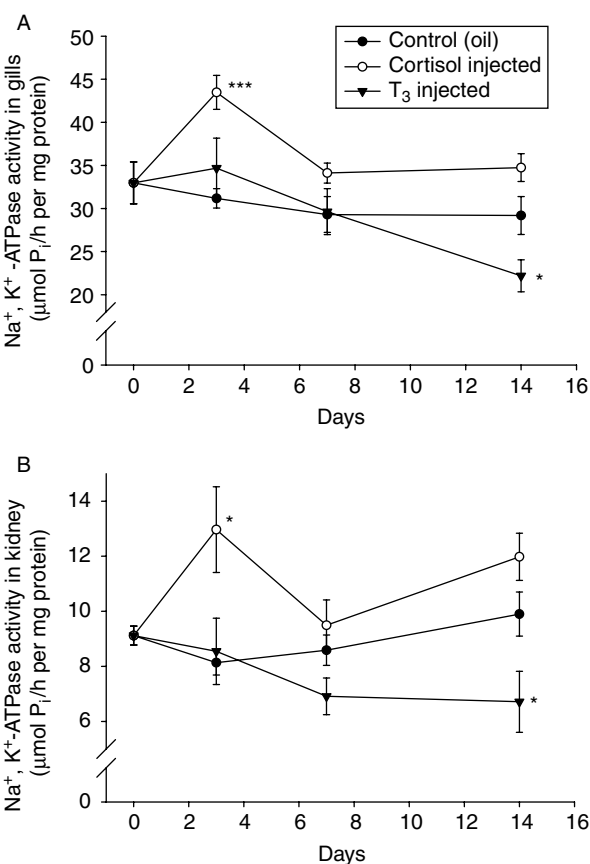 A
Na⁺, K⁺ -ATPase activity in gills
(μmol Pᵢ/h per mg protein)
50
45
40
35
30
25
20
0
Control (oil)
Cortisol injected
T₃ injected
***
*
0 2 4 6 8 10 12 14 16
Days
B
Na⁺, K⁺-ATPase activity in kidney
(μmol Pᵢ/h per mg protein)
14
12
10
8
6
0
*
*
0 2 4 6 8 10 12 14 16
Days